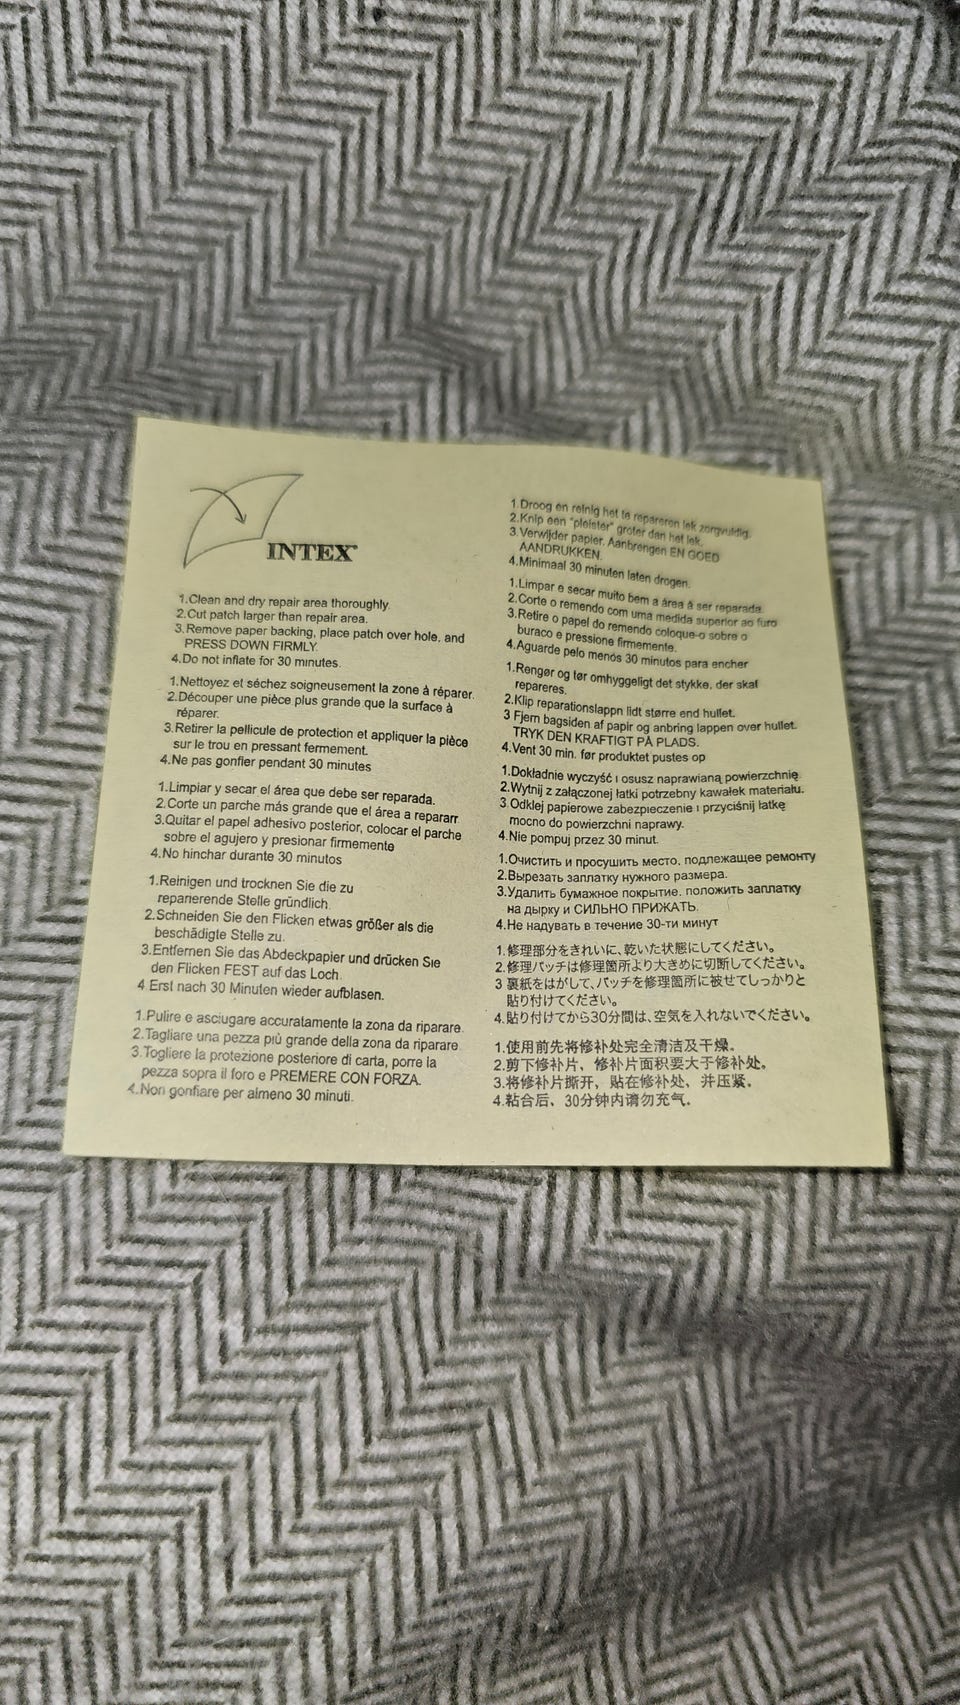 INTEX
1.Clean and dry repair area thoroughly.
2.Cut patch larger than repair area.
3.Remove paper backing, place patch over hole, and
PRESS DOWN FIRMLY.
4.Do not inflate for 30 minutes.
1.Nettoyez et séchez soigneusement la zone à réparer.
2.Découper une pièce plus grande que la surface à
réparer.
3.Retirer la pellicule de protection et appliquer la pièce
sur le trou en pressant fermement.
4.Ne pas gonfler pendant 30 minutes
1.Limpiar y secar el área que debe ser reparada.
2.Corte un parche más grande que el área a repararr
3.Quitar el papel adhesivo posterior, colocar el parche
sobre el agujero y presionar firmemente
4.No hinchar durante 30 minutos
1.Reinigen und trocknen Sie die zu
reparierende Stelle gründlich.
2.Schneiden Sie den Flicken etwas größer als die
beschädigte Stelle zu.
3.Entfernen Sie das Abdeckpapier und drücken Sie
den Flicken FEST auf das Loch.
4 Erst nach 30 Minuten wieder aufblasen.
1.Pulire e asciugare accuratamente la zona da riparare.
2.Tagliare una pezza più grande della zona da riparare.
3.Togliere la protezione posteriore di carta, porre la
pezza sopra il foro e PREMERE CON FORZA.
4.Non gonfiare per almeno 30 minuti.
1 Droog en reinig het te repareren lek zorgvuldig.
2.Knip een "pleister" groter dan het lek.
3.Verwijder papier. Aanbrengen EN GOED
AANDRUKKEN.
4.Minimaal 30 minuten laten drogen.
1.Limpar e secar muito bem a área à ser reparada.
2.Corte o remendo com uma medida superior ao furo
3.Retire o papel do remendo coloque-o sobre o
buraco e pressione firmemente.
4.Aguarde pelo menos 30 minutos para encher
1.Rengør og tør omhyggeligt det stykke, der skal
repareres.
2.Klip reparationslappn lidt større end hullet.
3 Fjern bagsiden af papir og anbring lappen over hullet.
TRYK DEN KRAFTIGT PÅ PLADS.
4.Vent 30 min. før produktet pustes op
1.Dokładnie wyczyść i osusz naprawianą powierzchnię
2.Wytnij z załączonej łatki potrzebny kawałek materiału.
3.Odklej papierowe zabezpieczenie i przyciśnij łatkę
mocno do powierzchni naprawy.
4.Nie pompuj przez 30 minut.
1.Очистить и просушить место, подлежащее ремонту
2.Вырезать заплатку нужного размера.
3.Удалить бумажное покрытие, положить заплатку
на дырку и СИЛЬНО ПРИЖАТЬ.
4.Не надувать в течение 30-ти минут
1.修理部分をきれいに、乾いた状態にしてください。
2.修理パッチは修理箇所より大きめに切断してください。
3 裏紙をはがして、パッチを修理箇所に被せてしっかりと
貼り付けてください。
4.貼り付けてから30分間は、空気を入れないでください。
1.使用前先将修补处完全清洁及干燥。
2.剪下修补片，修补片面积要大于修补处。
3.将修补片撕开，贴在修补处，并压紧。
4.粘合后，30分钟内请勿充气。